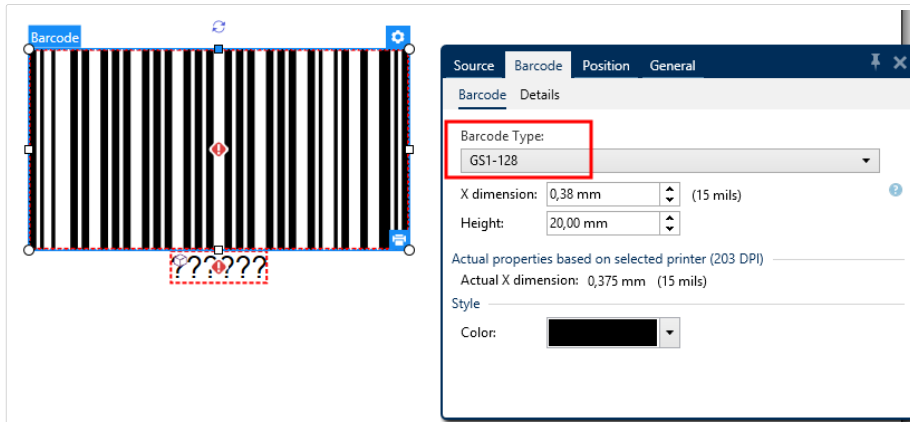 Barcode
??????
Source Barcode Position General
Barcode Details
Barcode Type:
GS1-128
X dimension: 0,38 mm (15 mils)
Height: 20,00 mm
Actual properties based on selected printer (203 DPI)
Actual X dimension: 0,375 mm (15 mils)
Style
Color: